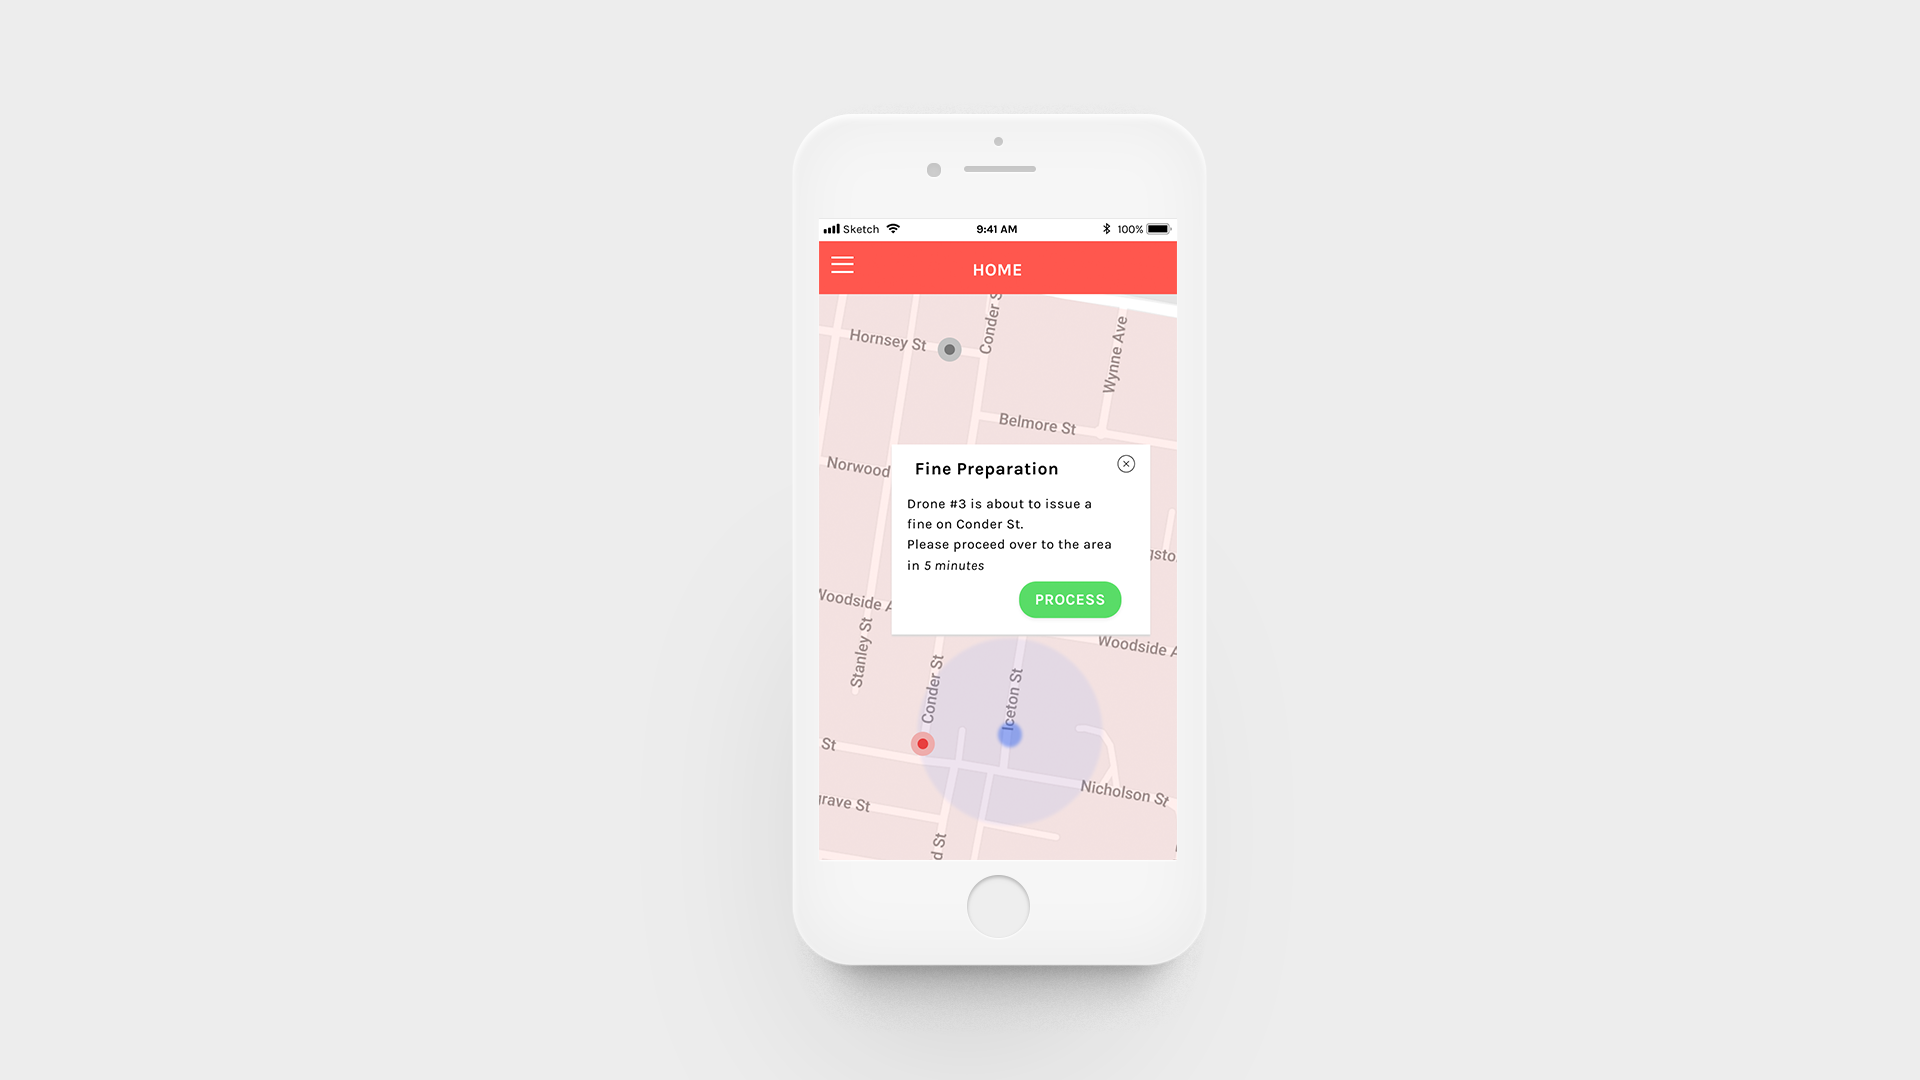 Sketch 9:41 AM 100%
HOME
Conder S
Hornsey St
Wynne Ave
Belmore St
Norwood
Fine Preparation
Drone #3 is about to issue a
fine on Conder St.
Please proceed over to the area
in 5 minutes
gsto
PROCESS
Woodside A
Stanley St
Woodside A
Conder St
Iceton St
St
Nicholson St
rave St
d St